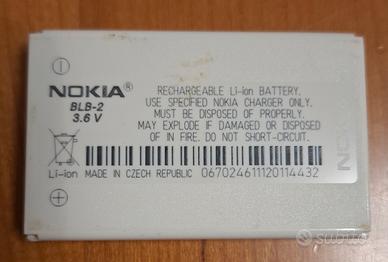 NOKIA®
BLB-2
3.6 V
RECHARGEABLE Li-ion BATTERY.
USE SPECIFIED NOKIA CHARGER ONLY.
MUST BE DISPOSED OF PROPERLY.
MAY EXPLODE IF DAMAGED OR DISPOSED
OF IN FIRE. DO NOT SHORT-CIRCUIT.
NOKIA
Li-ion
MADE IN CZECH REPUBLIC
0670246111120114432
subito